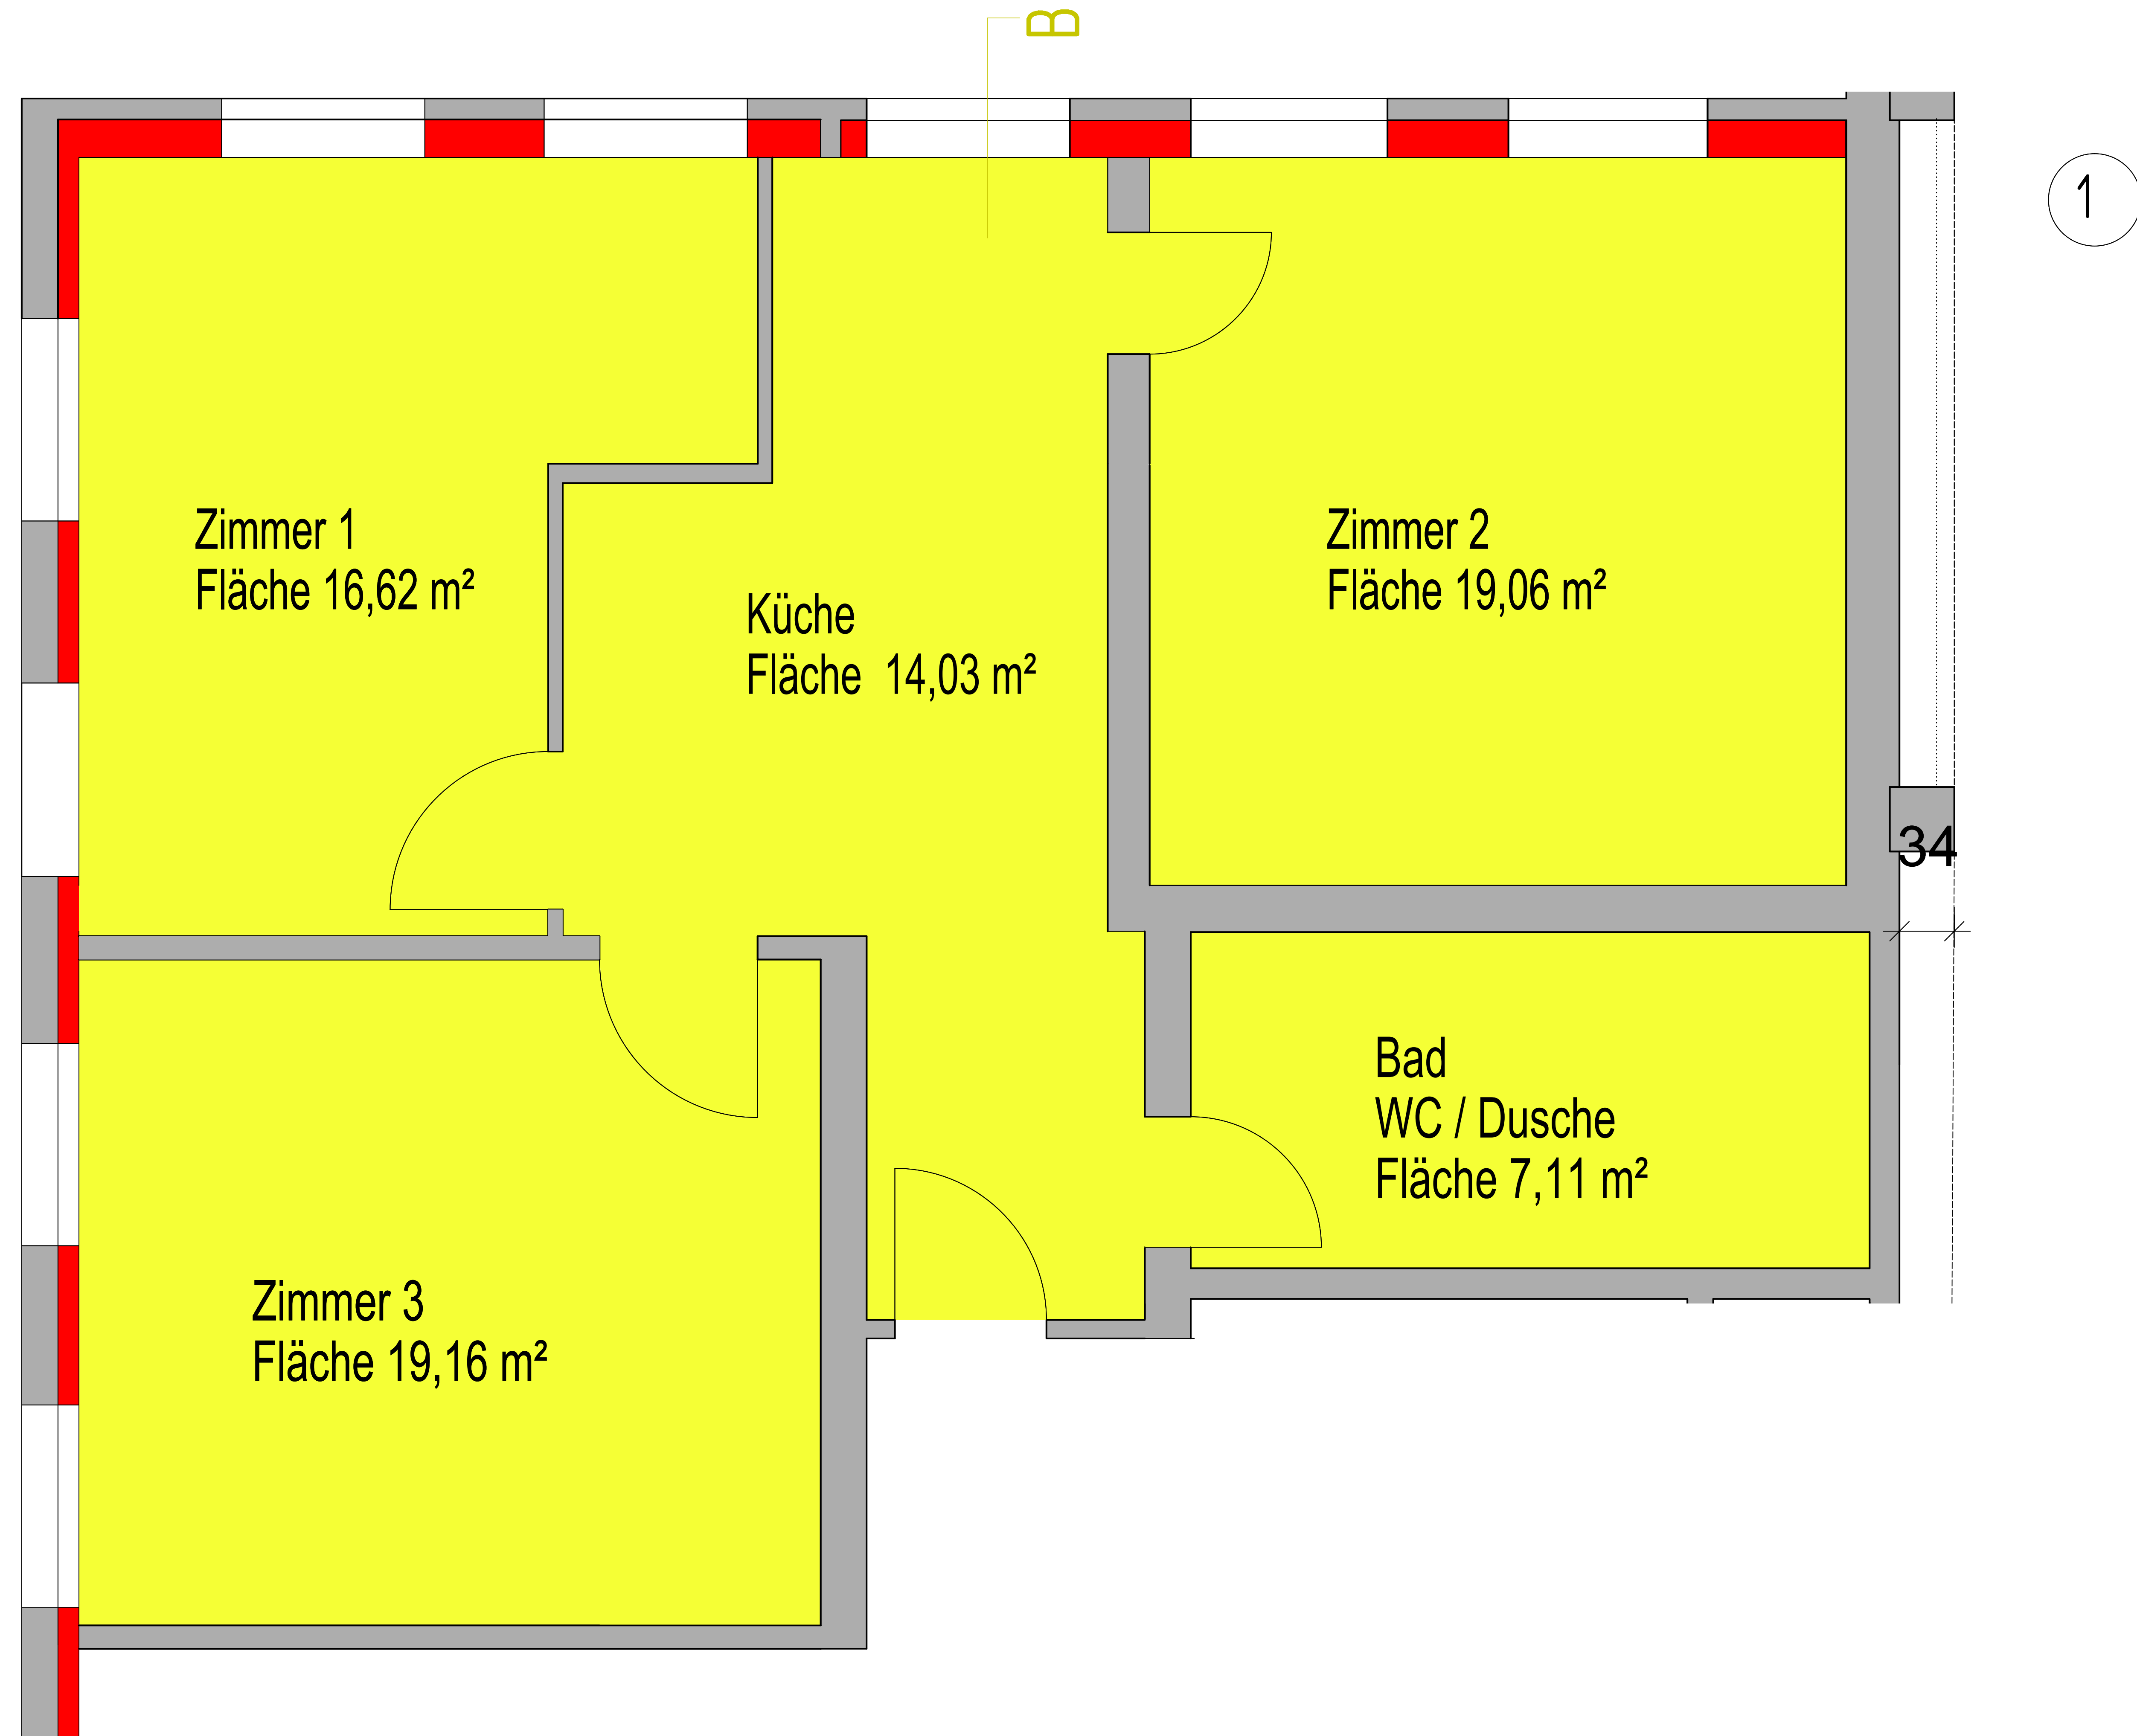 B
1
Zimmer 1
Fläche 16,62 m²
Zimmer 2
Fläche 19,06 m²
Küche
Fläche 14,03 m²
34
Bad
WC / Dusche
Fläche 7,11 m²
Zimmer 3
Fläche 19,16 m²